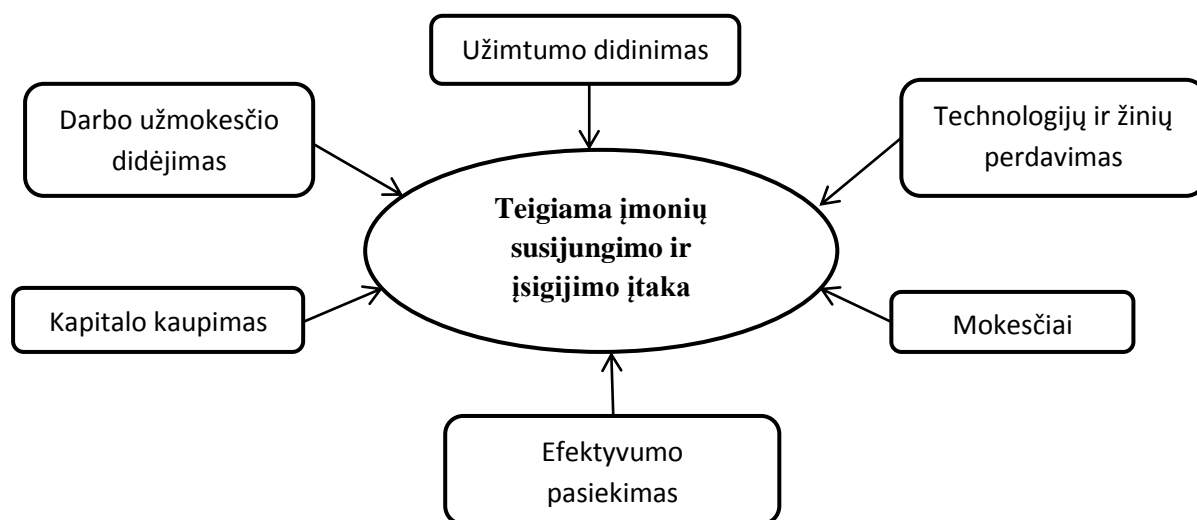 Užimtumo didinimas
Darbo užmokesčio
didėjimas
Technologijų ir žinių
perdavimas
Teigiama įmonių
susijungimo ir
įsigijimo įtaka
Kapitalo kaupimas
Mokesčiai
Efektyvumo
pasiekimas